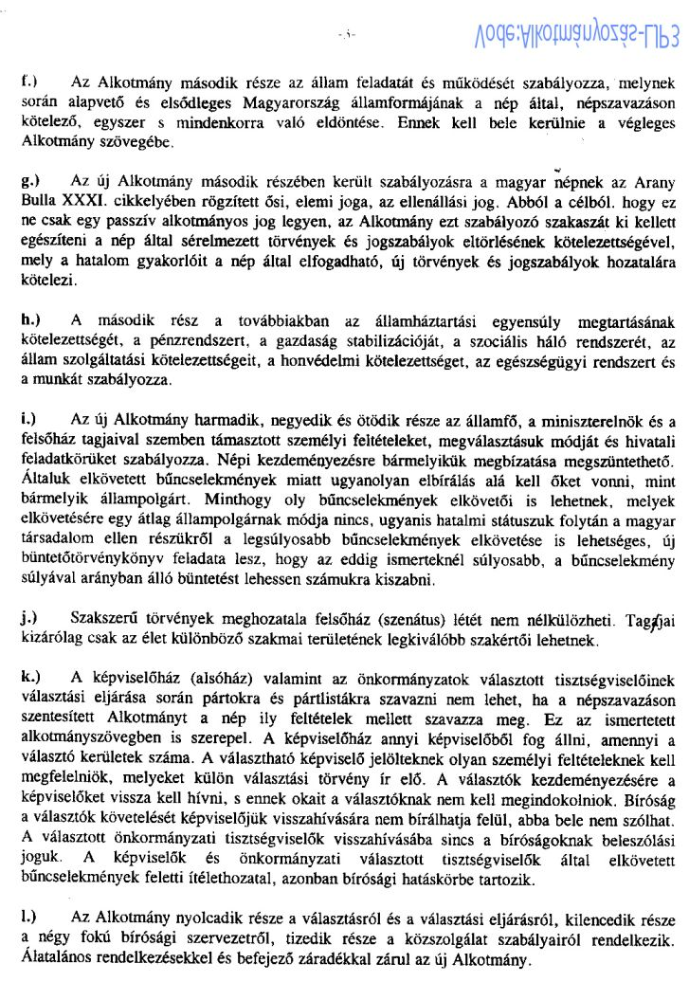 -3-
Vode:Alkotmányozás-LJP3
f.) Az Alkotmány második része az állam feladatát és működését szabályozza, melynek
során alapvető és elsődleges Magyarország államformájának a nép által, népszavazáson
kötelező, egyszer s mindenkorra való eldöntése. Ennek kell bele kerülnie a végleges
Alkotmány szövegébe.
g.) Az új Alkotmány második részében került szabályozásra a magyar népnek az Arany
Bulla XXXI. cikkelyében rögzített ősi, elemi joga, az ellenállási jog. Abból a célból. hogy ez
ne csak egy passzív alkotmányos jog legyen, az Alkotmány ezt szabályozó szakaszát ki kellett
egészíteni a nép által sérelmezett törvények és jogszabályok eltörlésének kötelezettségével,
mely a hatalom gyakorlóit a nép által elfogadható, új törvények és jogszabályok hozatalára
kötelezi.
h.) A második rész a továbbiakban az államháztartási egyensúly megtartásának
kötelezettségét, a pénzrendszert, a gazdaság stabilizációját, a szociális háló rendszerét, az
állam szolgáltatási kötelezettségeit, a honvédelmi kötelezettséget, az egészségügyi rendszert és
a munkát szabályozza.
i.) Az új Alkotmány harmadik, negyedik és ötödik része az államfő, a miniszterelnök és a
felsőház tagjaival szemben támasztott személyi feltételeket, megválasztásuk módját és hivatali
feladatkörüket szabályozza. Népi kezdeményezésre bármelyikük megbízatása megszüntethető.
Általuk elkövetett bűncselekmények miatt ugyanolyan elbírálás alá kell őket vonni, mint
bármelyik állampolgárt. Minthogy oly bűncselekmények elkövetői is lehetnek, melyek
elkövetésére egy átlag állampolgárnak módja nincs, ugyanis hatalmi státuszuk folytán a magyar
társadalom ellen részükről a legsúlyosabb bűncselekmények elkövetése is lehetséges, új
büntetőtörvénykönyv feladata lesz, hogy az eddig ismerteknél súlyosabb, a bűncselekmény
súlyával arányban álló büntetést lehessen számukra kiszabni.
j.) Szakszerű törvények meghozatala felsőház (szenátus) létét nem nélkülözheti. Tagjai
kizárólag csak az élet különböző szakmai területének legkiválóbb szakértői lehetnek.
k.) A képviselőház (alsóház) valamint az önkormányzatok választott tisztségviselőinek
választási eljárása során pártokra és pártlistákra szavazni nem lehet, ha a népszavazáson
szentesített Alkotmányt a nép ily feltételek mellett szavazza meg. Ez az ismertetett
alkotmányszövegben is szerepel. A képviselőház annyi képviselőből fog állni, amennyi a
választó kerületek száma. A választható képviselő jelölteknek olyan személyi feltételeknek kell
megfelelniök, melyeket külön választási törvény ír elő. A választók kezdeményezésére a
képviselőket vissza kell hívni, s ennek okait a választóknak nem kell megindokolniok. Bíróság
a választók követelését képviselőjük visszahívására nem bírálhatja felül, abba bele nem szólhat.
A választott önkormányzati tisztségviselők visszahívásába sincs a bíróságoknak beleszólási
joguk. A képviselők és önkormányzati választott tisztségviselők által elkövetett
bűncselekmények feletti ítélethozatal, azonban bírósági hatáskörbe tartozik.
l.) Az Alkotmány nyolcadik része a választásról és a választási eljárásról, kilencedik része
a négy fokú bírósági szervezetről, tizedik része a közszolgálat szabályairól rendelkezik.
Álatalános rendelkezésekkel és befejező záradékkal zárul az új Alkotmány.